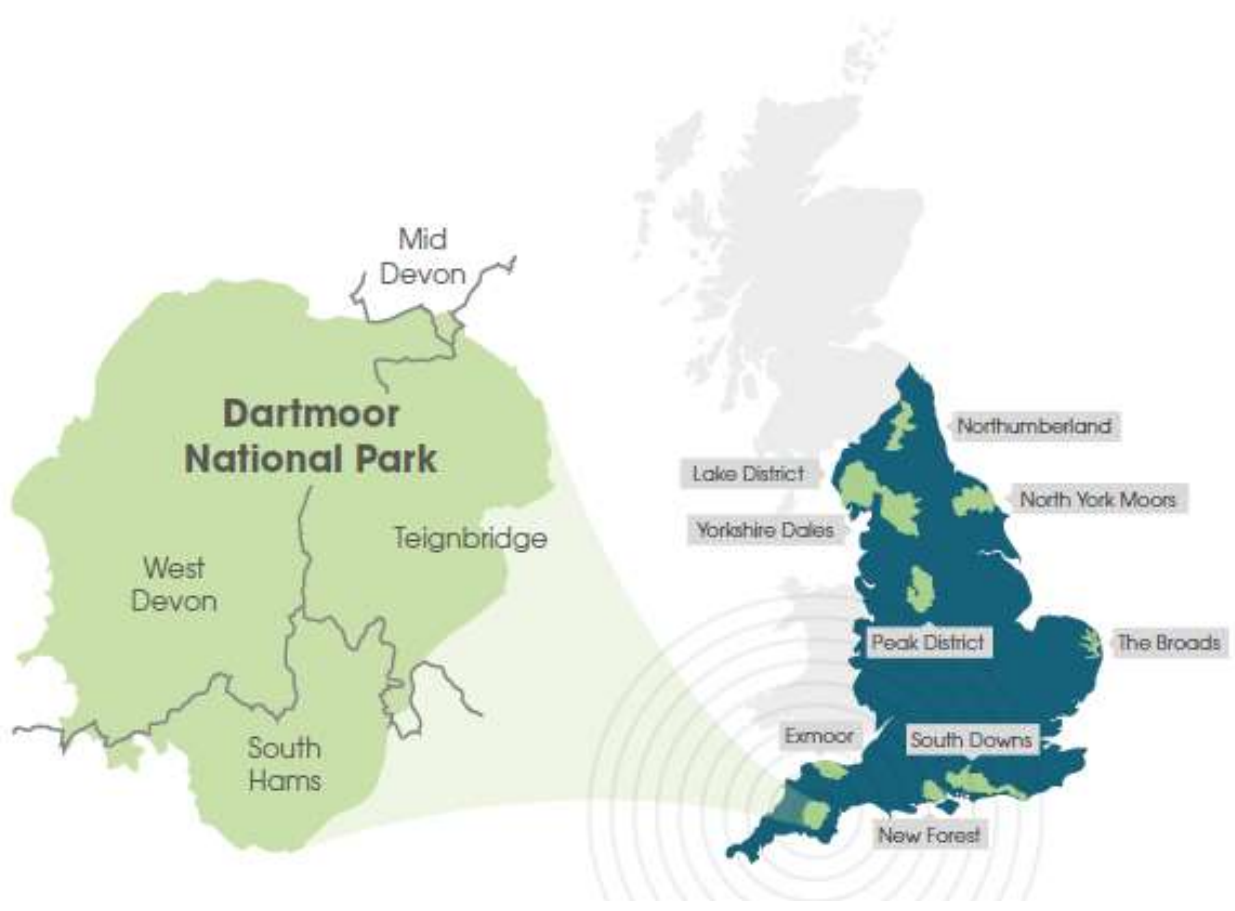 Mid
Devon
Dartmoor
National Park
Teignbridge
West
Devon
South
Hams
Northumberland
Lake District
North York Moors
Yorkshire Dales
Peak District
The Broads
Exmoor
South Downs
New Forest